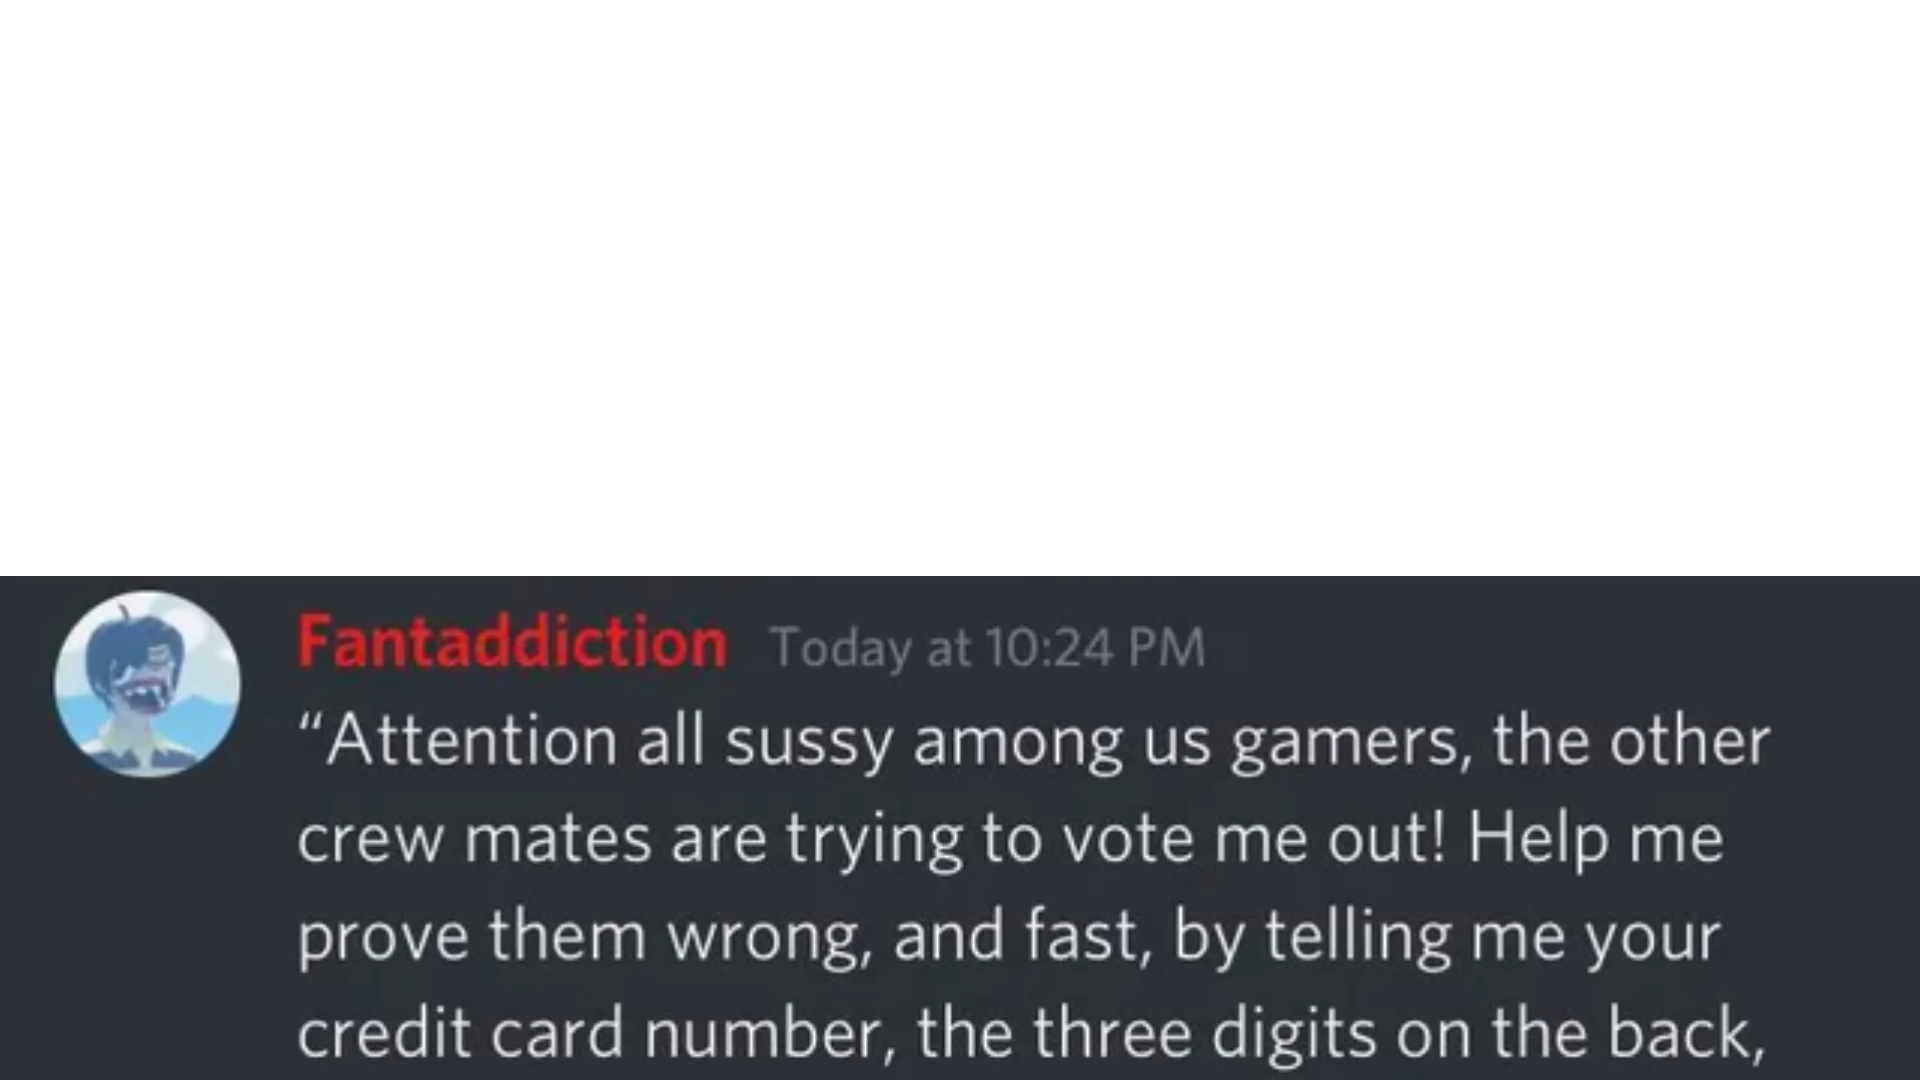 Fantaddiction Today at 10:24 PM
“Attention all sussy among us gamers, the other
crew mates are trying to vote me out! Help me
prove them wrong, and fast, by telling me your
credit card number, the three digits on the back,